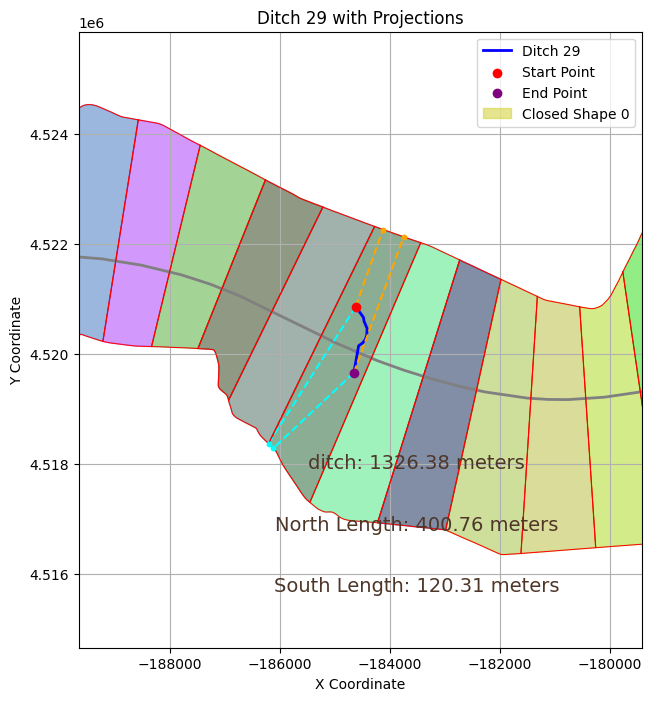 Ditch 29 with Projections
1e6
Ditch 29
Start Point
End Point
Closed Shape 0
4.524
4.522
4.520
4.518
4.516
Y Coordinate
ditch: 1326.38 meters
North Length: 400.76 meters
South Length: 120.31 meters
−188000 −186000 −184000 −182000 −180000
X Coordinate